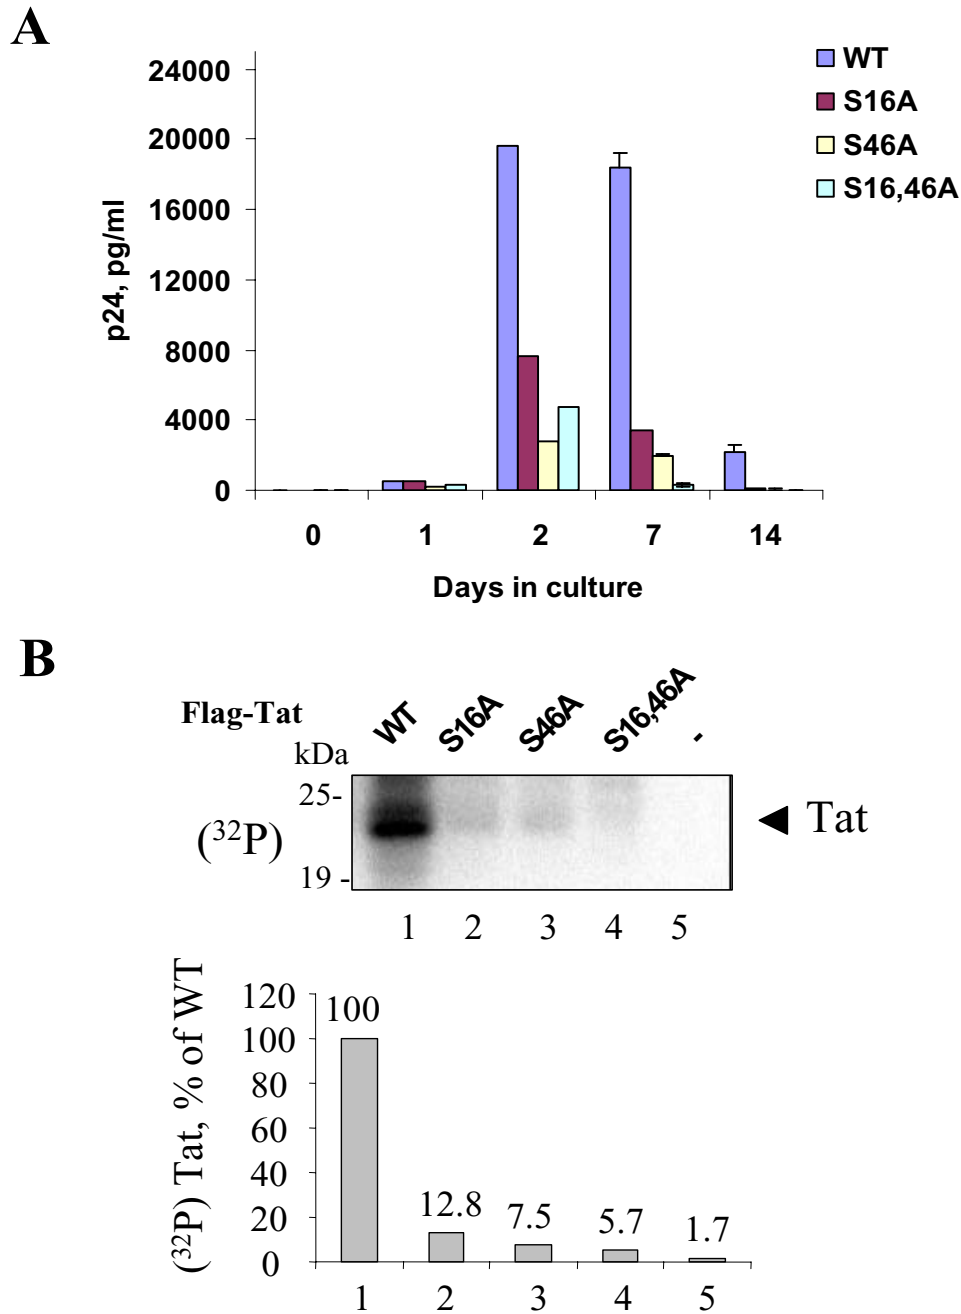 A
24000
20000
16000
12000
8000
4000
0
p24, pg/ml
0 1 2 7 14
Days in culture
WT
S16A
S46A
S16,46A
B
Flag-Tat
WT S16A S46A S16,46A -
kDa
25-
19 -
(³²P)
Tat
1 2 3 4 5
(³²P) Tat, % of WT
120
100
80
60
40
20
0
100 12.8 7.5 5.7 1.7
1 2 3 4 5